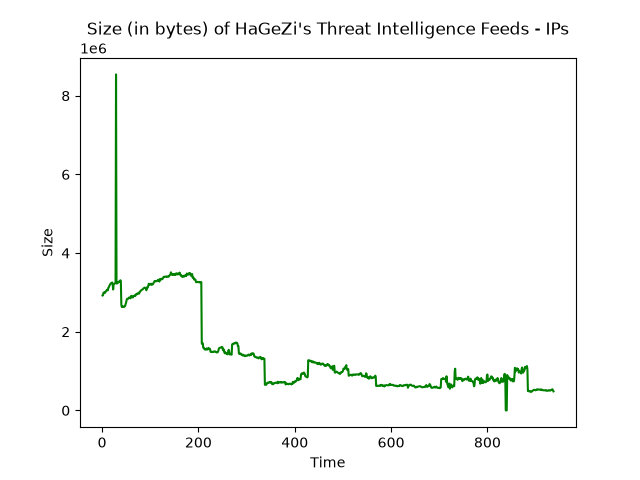 Size (in bytes) of HaGeZi's Threat Intelligence Feeds - IPs
1e6
8
6
4
2
0
Size
0 200 400 600 800
Time